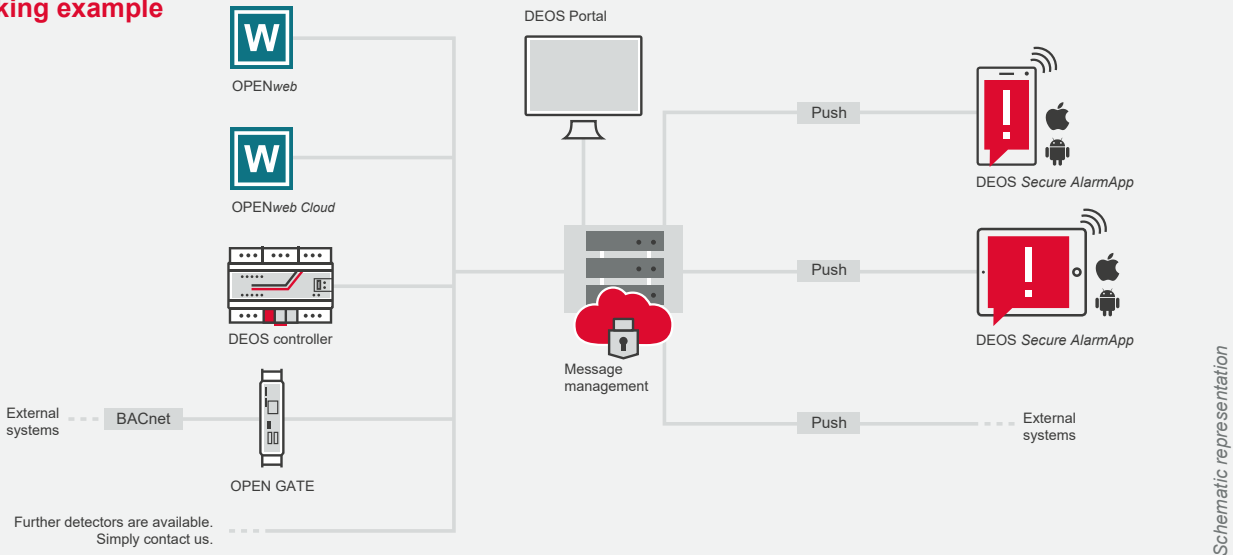 king example
DEOS Portal
W
OPENweb
W
OPENweb Cloud
DEOS controller
External
systems
BACnet
OPEN GATE
Further detectors are available.
Simply contact us.
Message
management
Push
DEOS Secure AlarmApp
Push
DEOS Secure AlarmApp
Push
External
systems
Schematic representation